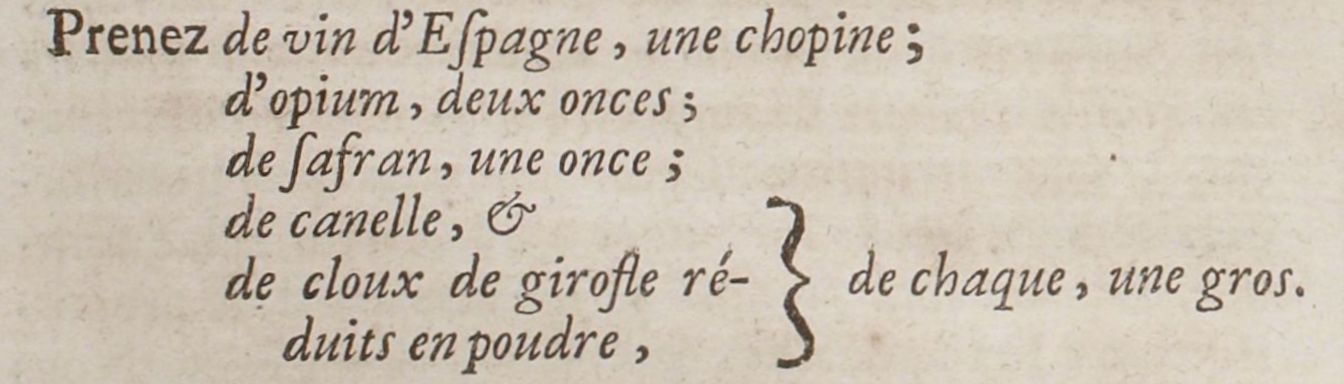 Prenez de vin d'Eſpagne, une chopine;
d'opium, deux onces;
de ſafran, une once;
de canelle, &
de cloux de girofle ré- } de chaque, une gros.
duits en poudre,